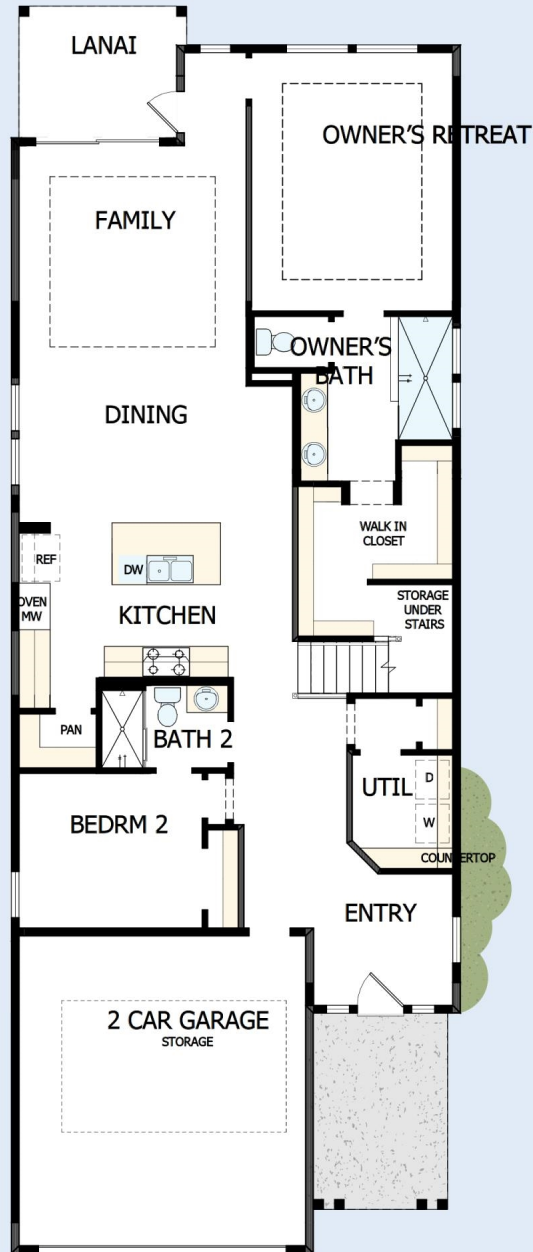 LANAI
OWNER'S RETREAT
FAMILY
OWNER'S
BATH
DINING
WALK IN
CLOSET
REF
DW
OVEN
MW
STORAGE
UNDER
STAIRS
KITCHEN
PAN
BATH 2
UTIL
D
W
BEDRM 2
COUNTERTOP
ENTRY
2 CAR GARAGE
STORAGE